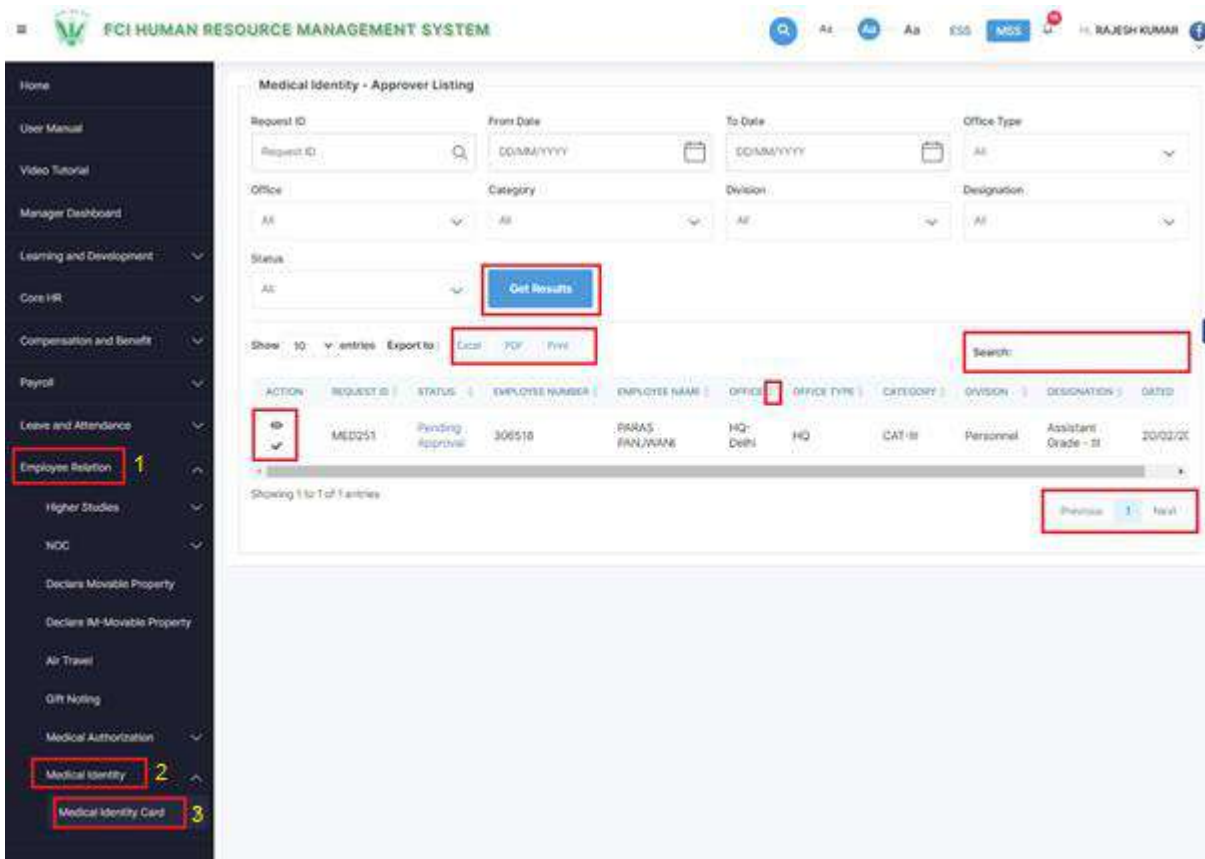 FCI HUMAN RESOURCE MANAGEMENT SYSTEM
Aa Aa Aa ESS MSS Hi, RAJESH KUMAR
Home
User Manual
Video Tutorial
Manager Dashboard
Learning and Development
Core HR
Compensation and Benefit
Payroll
Leave and Attendance
Employee Relation 1
Higher Studies
NOC
Declare Movable Property
Declare IM-Movable Property
Air Travel
Gift Noting
Medical Authorization
Medical Identity 2
Medical Identity Card 3
Medical Identity - Approver Listing
Request ID From Date To Date Office Type
Request ID DD/MM/YYYY DD/MM/YYYY All
Office Category Division Designation
All All All All
Status
All Get Results
Show 10 entries Export to Excel PDF Print Search:
ACTION REQUEST ID STATUS EMPLOYEE NUMBER EMPLOYEE NAME OFFICE OFFICE TYPE CATEGORY DIVISION DESIGNATION DATED
MED251 Pending Approval 306518 PARAS PANJWANI HQ-Delhi HQ CAT-III Personnel Assistant Grade - III 20/02/20
Showing 1 to 1 of 1 entries
Previous 1 Next